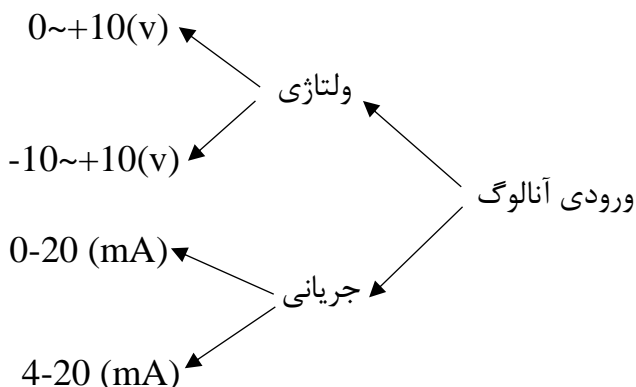 0~+10(v)
ولتاژی
-10~+10(v)
ورودی آنالوگ
0-20 (mA)
جریانی
4-20 (mA)